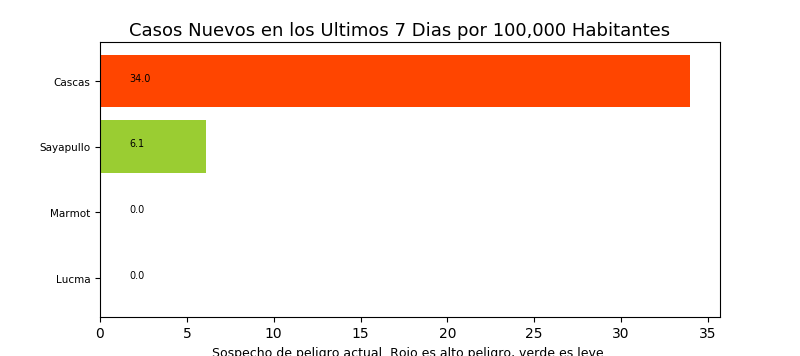 Casos Nuevos en los Ultimos 7 Dias por 100,000 Habitantes
Cascas
34.0
Sayapullo
6.1
Marmot
0.0
Lucma
0.0
0 5 10 15 20 25 30 35
Sospecho de peligro actual. Rojo es alto peligro, verde es leve